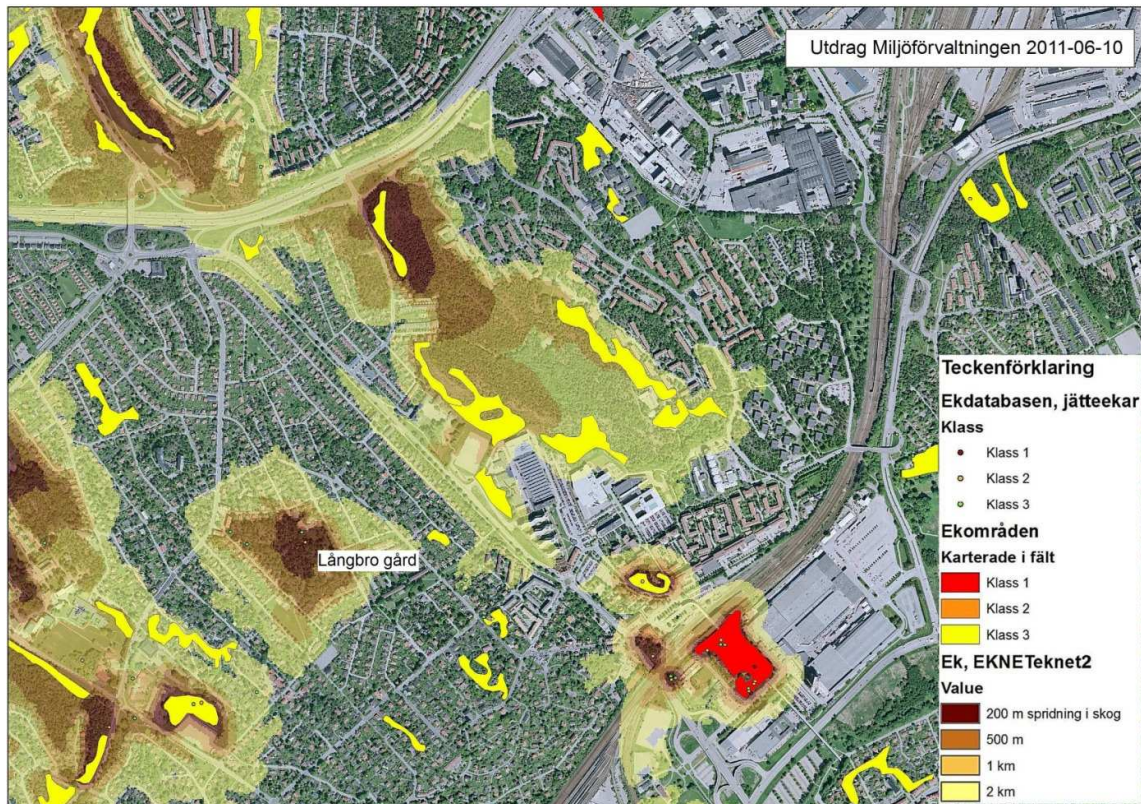 Utdrag Miljöförvaltningen 2011-06-10
Långbro gård
Teckenförklaring
Ekdatabasen, jätteekar
Klass
Klass 1
Klass 2
Klass 3
Ekområden
Karterade i fält
Klass 1
Klass 2
Klass 3
Ek, EKNETeknet2
Value
200 m spridning i skog
500 m
1 km
2 km